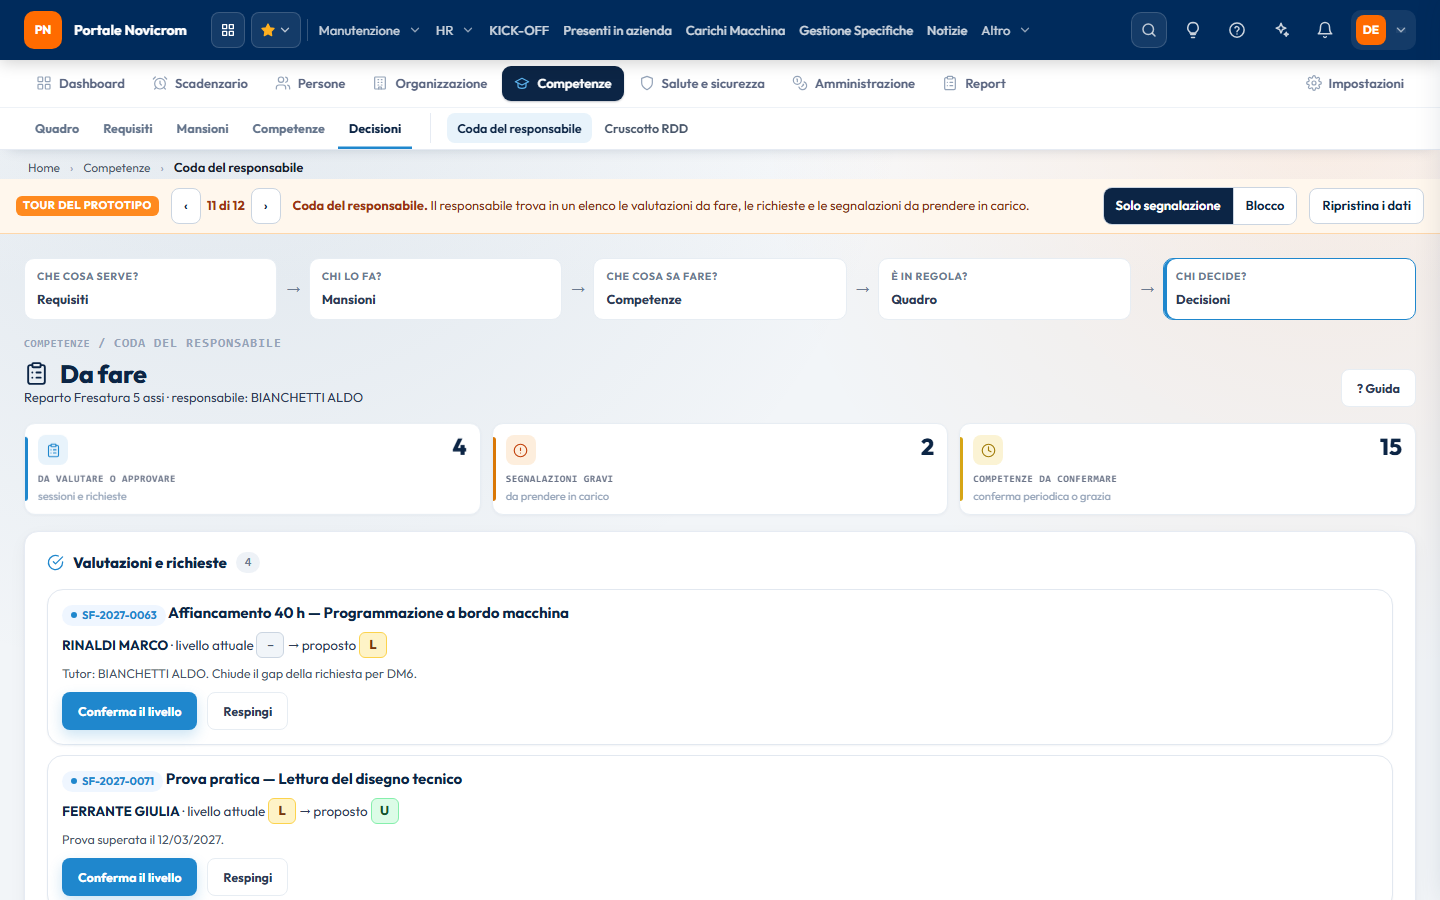 PN Portale Novicrom Manutenzione HR KICK-OFF Presenti in azienda Carichi Macchina Gestione Specifiche Notizie Altro DE
Dashboard Scadenzario Persone Organizzazione Competenze Salute e sicurezza Amministrazione Report Impostazioni
Quadro Requisiti Mansioni Competenze Decisioni Coda del responsabile Cruscotto RDD
Home › Competenze › Coda del responsabile
TOUR DEL PROTOTIPO ‹ 11 di 12 › Coda del responsabile. Il responsabile trova in un elenco le valutazioni da fare, le richieste e le segnalazioni da prendere in carico. Solo segnalazione Blocco Ripristina i dati
CHE COSA SERVE? CHI LO FA? CHE COSA SA FARE? È IN REGOLA? CHI DECIDE?
Requisiti → Mansioni → Competenze → Quadro → Decisioni
COMPETENZE / CODA DEL RESPONSABILE
Da fare
Reparto Fresatura 5 assi · responsabile: BIANCHETTI ALDO
? Guida
4
DA VALUTARE O APPROVARE
sessioni e richieste
2
SEGNALAZIONI GRAVI
da prendere in carico
15
COMPETENZE DA CONFERMARE
conferma periodica o grazia
Valutazioni e richieste 4
SF-2027-0063 Affiancamento 40 h — Programmazione a bordo macchina
RINALDI MARCO · livello attuale – → proposto L
Tutor: BIANCHETTI ALDO. Chiude il gap della richiesta per DM6.
Conferma il livello Respingi
SF-2027-0071 Prova pratica — Lettura del disegno tecnico
FERRANTE GIULIA · livello attuale L → proposto U
Prova superata il 12/03/2027.
Conferma il livello Respingi